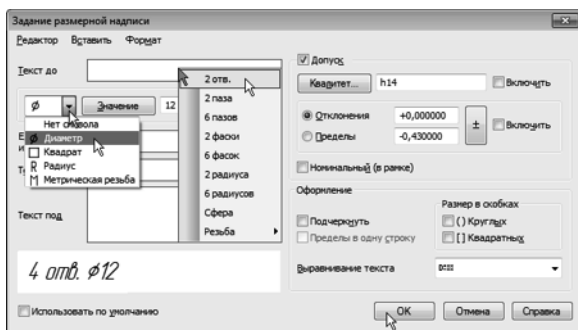 Задание размерной надписи
Редактор Вставить Формат
Текст до
2 отв.
2 паза
6 пазов
2 фаски
6 фасок
2 радиуса
6 радиусов
Сфера
Резьба
Ø Значение 12
Нет символа
Ø Диаметр
Квадрат
R Радиус
M Метрическая резьба
Текст под
4 отв. Ø12
Использовать по умолчанию
Допуск
Квалитет... h14 Включить
Отклонения +0,000000 ± Включить
Пределы -0,430000
Номинальный (в рамке)
Оформление
Размер в скобках
Подчеркнуть () Круглых
Пределы в одну строку [] Квадратных
Выравнивание текста
OK Отмена Справка